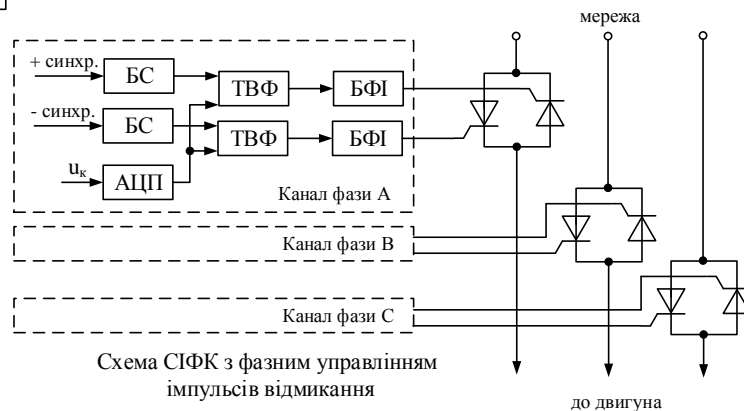 мережа
+ синхр.
БС
ТВФ
БФІ
- синхр.
БС
ТВФ
БФІ
uк
АЦП
Канал фази А
Канал фази В
Канал фази С
Схема СІФК з фазним управлінням
імпульсів відмикання
до двигуна